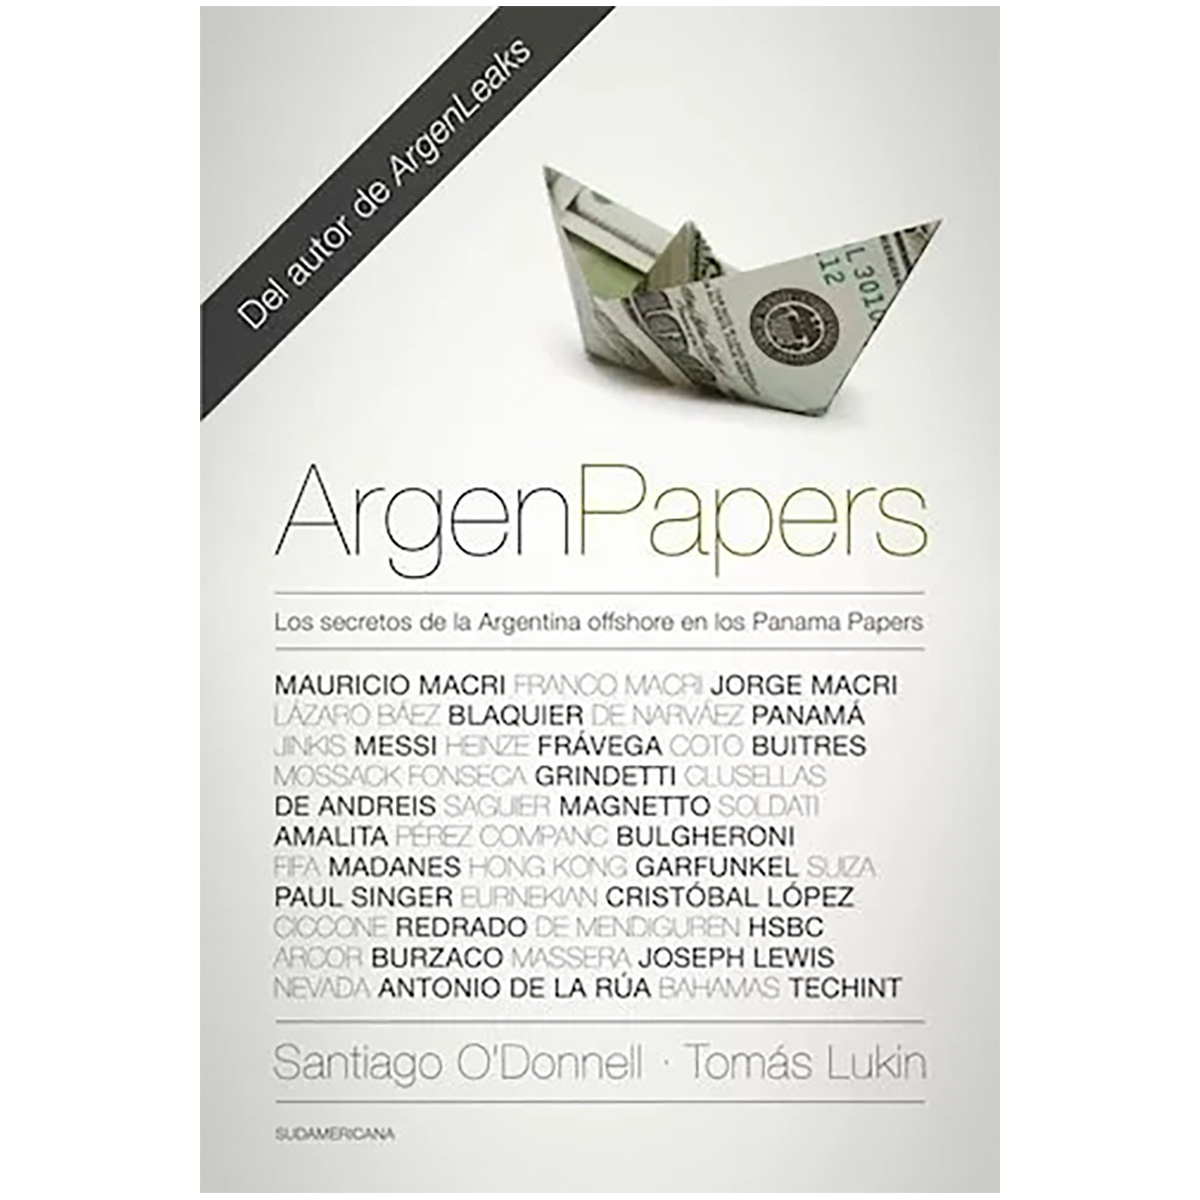 Del autor de ArgenLeaks
L 3010
12
100
ArgenPapers
Los secretos de la Argentina offshore en los Panama Papers
MAURICIO MACRI FRANCO MACRI JORGE MACRI
LÁZARO BÁEZ BLAQUIER DE NARVÁEZ PANAMÁ
JINKIS MESSI HEINZE FRÁVEGA COTO BUITRES
MOSSACK FONSECA GRINDETTI CLUSELLAS
DE ANDREIS SAGUIER MAGNETTO SOLDATI
AMALITA PÉREZ COMPANC BULGHERONI
FIFA MADANES HONG KONG GARFUNKEL SUIZA
PAUL SINGER EURNEKIAN CRISTÓBAL LÓPEZ
CICCONE REDRADO DE MENDIGUREN HSBC
ARCOR BURZACO MASSERA JOSEPH LEWIS
NEVADA ANTONIO DE LA RÚA BAHAMAS TECHINT
Santiago O'Donnell · Tomás Lukin
SUDAMERICANA